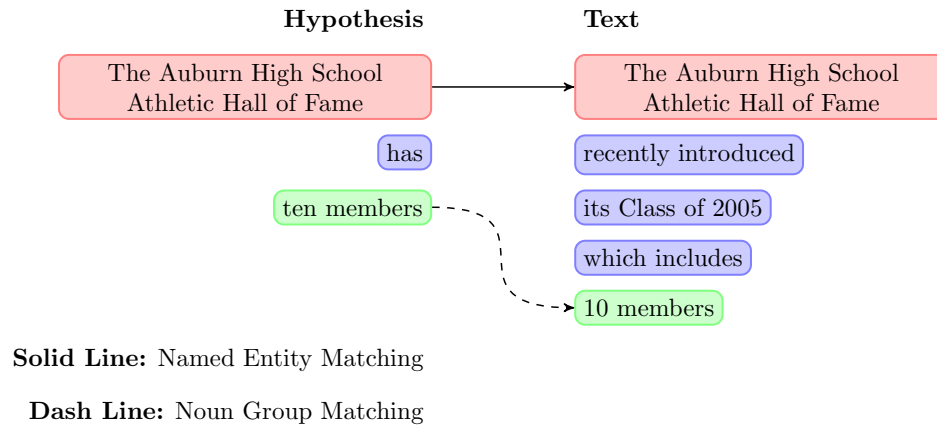 Hypothesis
Text
The Auburn High School
Athletic Hall of Fame
The Auburn High School
Athletic Hall of Fame
has
recently introduced
ten members
its Class of 2005
which includes
10 members
Solid Line: Named Entity Matching
Dash Line: Noun Group Matching